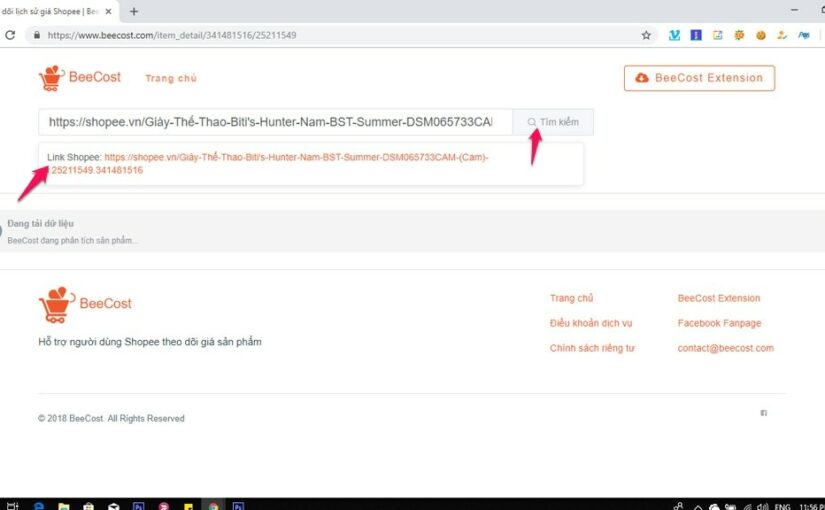 dõi lịch sử giá Shopee | Bee
https://www.beecost.com/item_detail/341481516/25211549
BeeCost
Trang chủ
BeeCost Extension
https://shopee.vn/Giày-Thể-Thao-Biti's-Hunter-Nam-BST-Summer-DSM065733CAM
Tìm kiếm
Link Shopee: https://shopee.vn/Giày-Thể-Thao-Biti's-Hunter-Nam-BST-Summer-DSM065733CAM-(Cam)-
.25211549.341481516
Đang tải dữ liệu
BeeCost đang phân tích sản phẩm...
BeeCost
Trang chủ
BeeCost Extension
Điều khoản dịch vụ
Facebook Fanpage
Hỗ trợ người dùng Shopee theo dõi giá sản phẩm
Chính sách riêng tư
contact@beecost.com
© 2018 BeeCost. All Rights Reserved
ENG
11:56 P